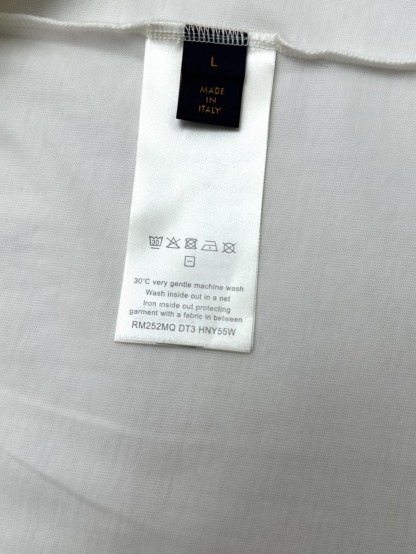 L
MADE
IN
ITALY
30
30°C very gentle machine wash
Wash inside out in a net
Iron inside out protecting
garment with a fabric in between
RM252MQ DT3 HNY55W